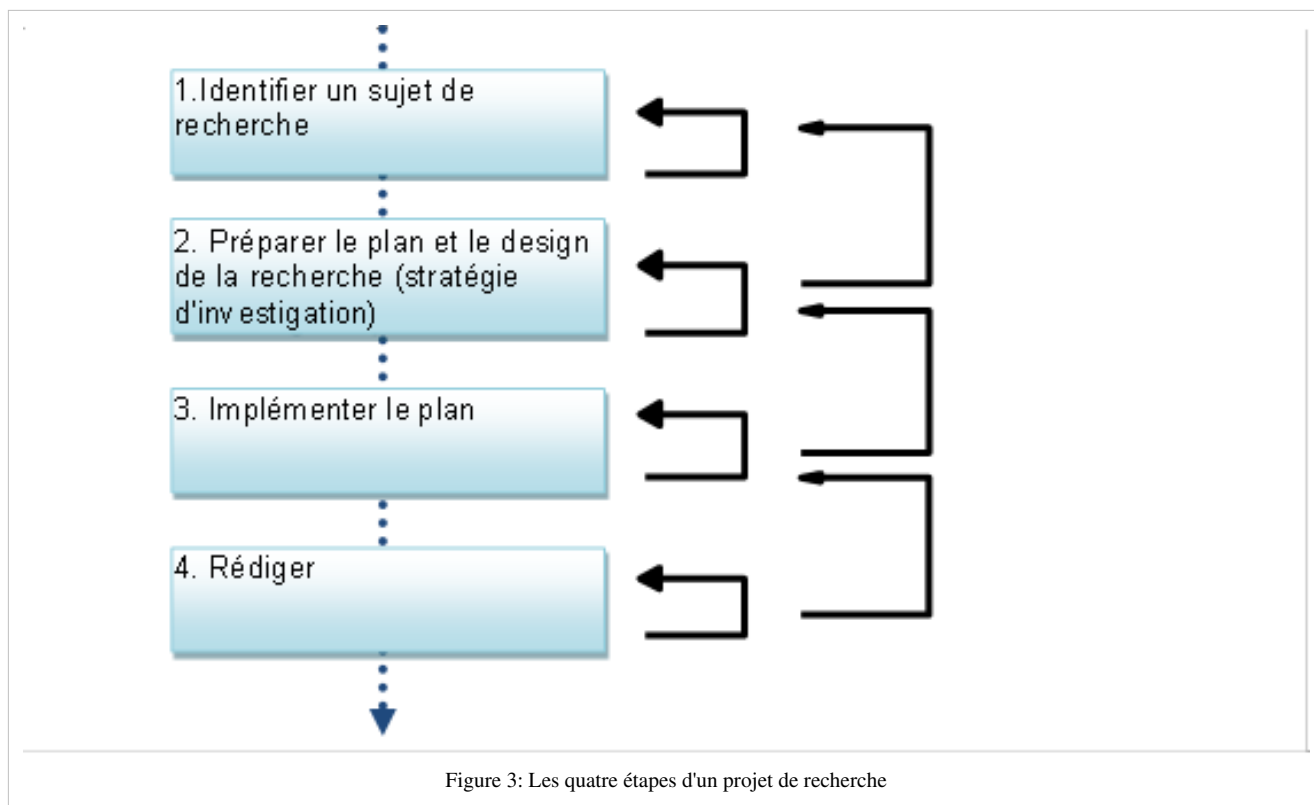 1.Identifier un sujet de
recherche
2. Préparer le plan et le design
de la recherche (stratégie
d'investigation)
3. Implémenter le plan
4. Rédiger
Figure 3: Les quatre étapes d'un projet de recherche